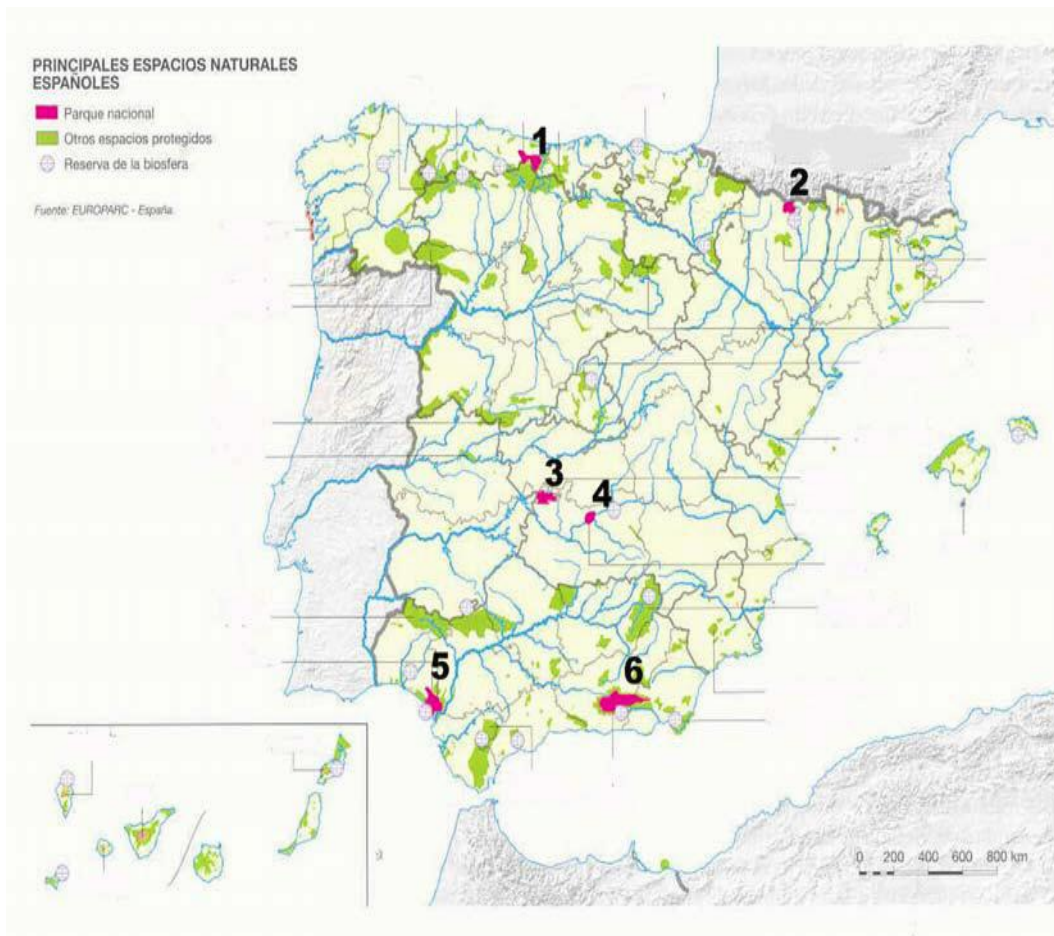 PRINCIPALES ESPACIOS NATURALES
ESPAÑOLES
Parque nacional
Otros espacios protegidos
Reserva de la biosfera
Fuente: EUROPARC - España.
1
2
3
4
5
6
0 200 400 600 800 km